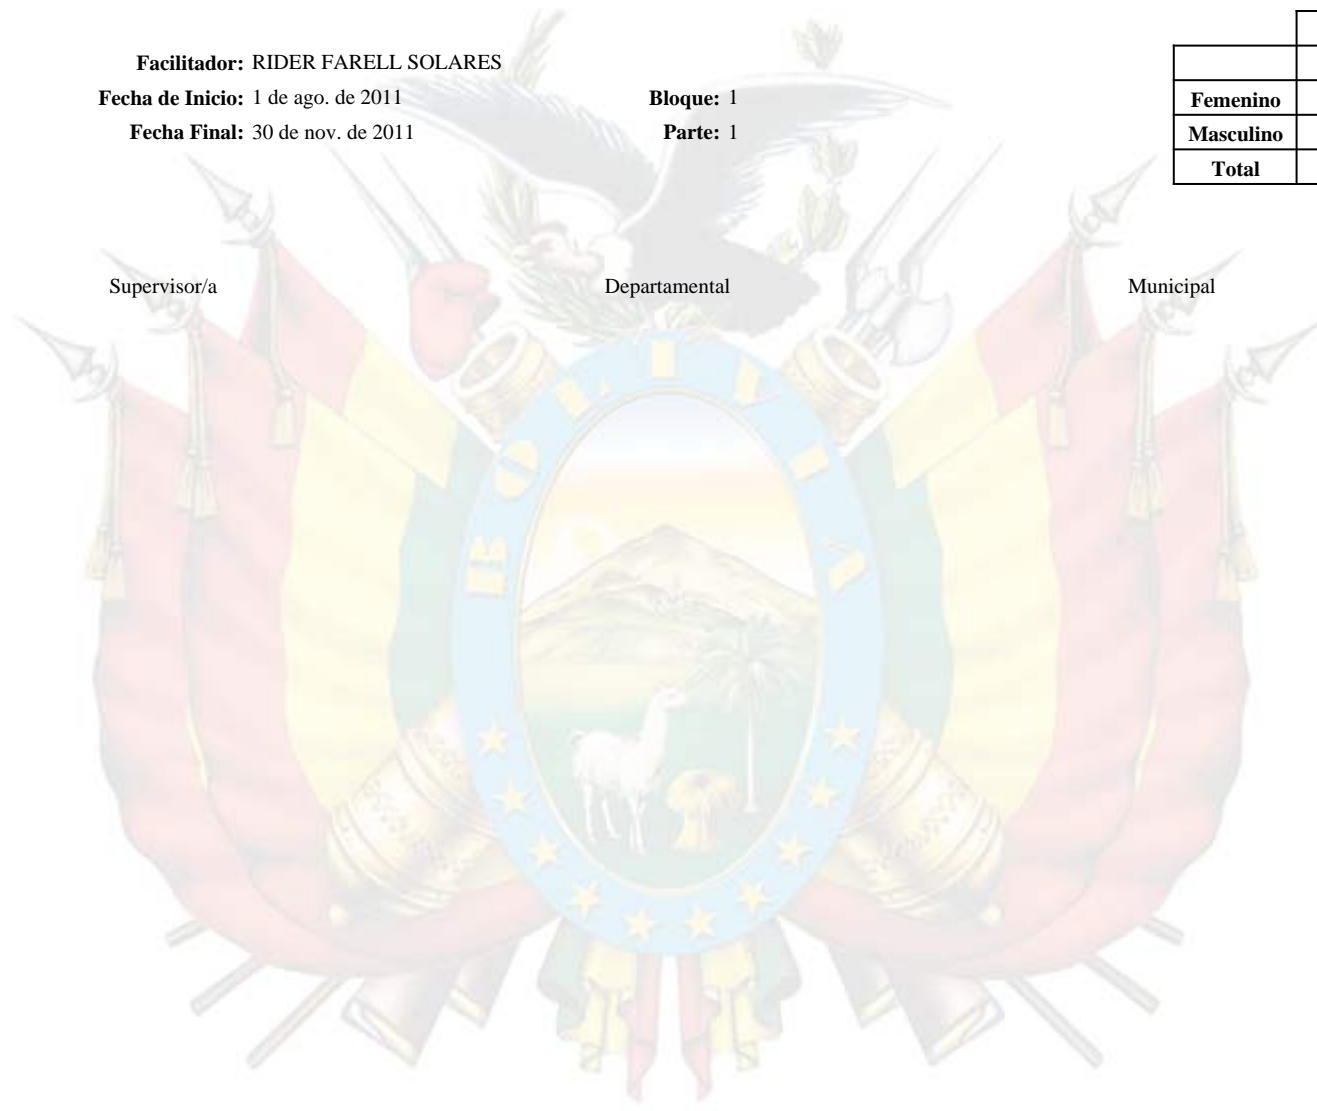 Facilitador: RIDER FARELL SOLARES
Fecha de Inicio: 1 de ago. de 2011 Bloque: 1
Fecha Final: 30 de nov. de 2011 Parte: 1
Femenino
Masculino
Total
Supervisor/a Departamental Municipal
BOLIVIA